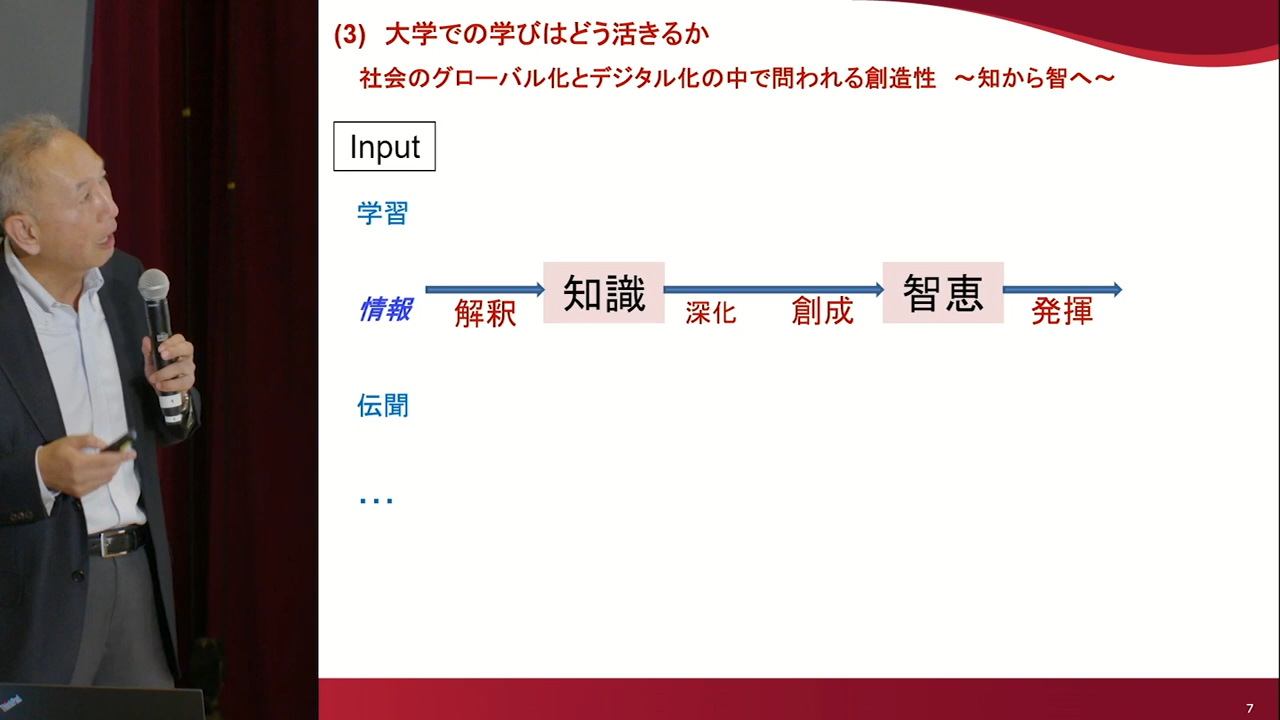 (3) 大学での学びはどう活きるか
社会のグローバル化とデジタル化の中で問われる創造性 ～知から智へ～
Input
学習
情報 解釈 知識 深化 創成 智恵 発揮
伝聞
…
7
ThinkPad